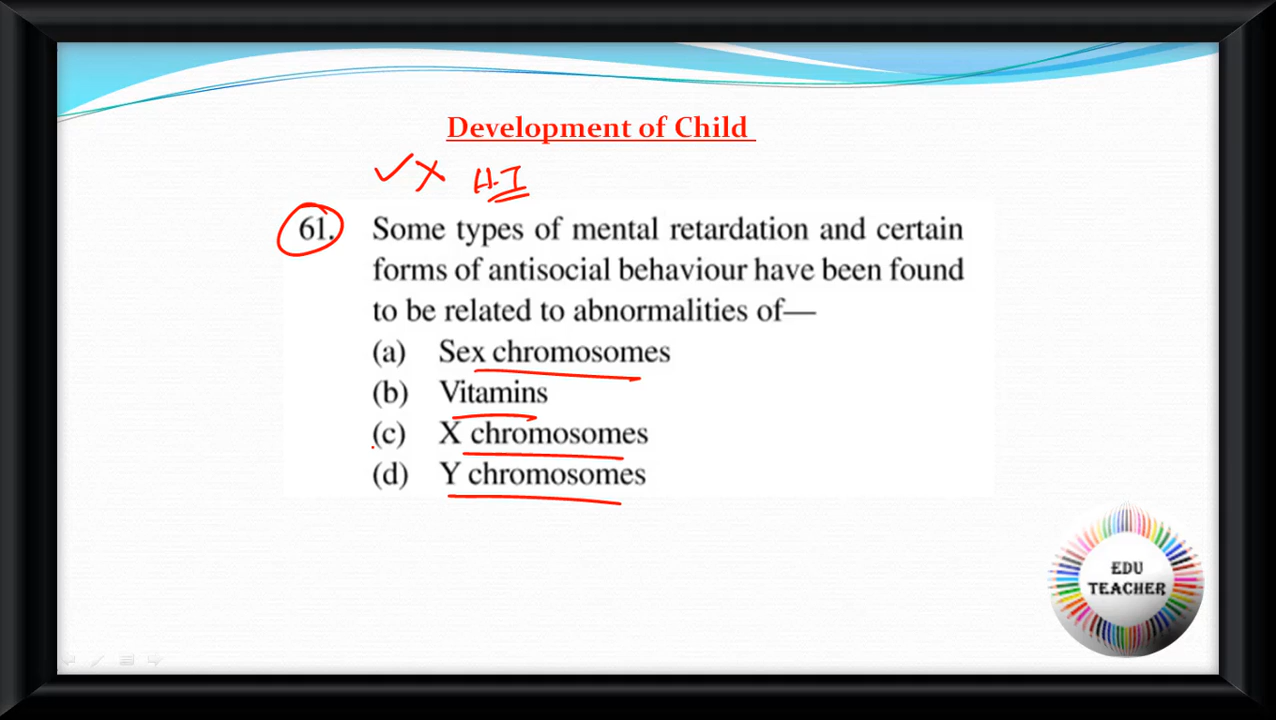 Development of Child
✓ X H.I
61. Some types of mental retardation and certain
forms of antisocial behaviour have been found
to be related to abnormalities of—
(a) Sex chromosomes
(b) Vitamins
(c) X chromosomes
(d) Y chromosomes
EDU
TEACHER